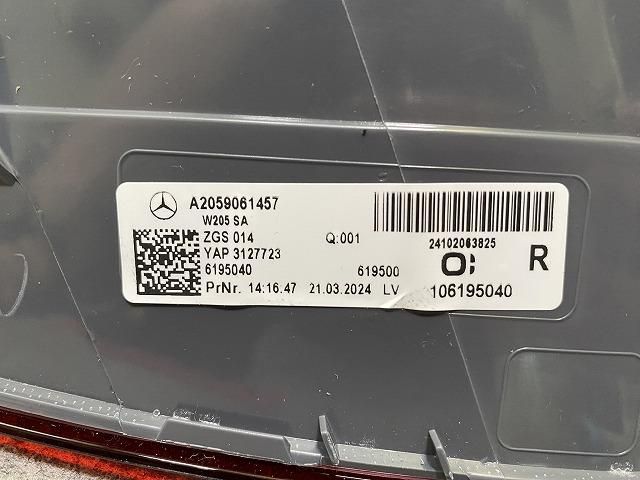 A2059061457
W205 SA
ZGS 014 Q:001 24102063825
YAP 3127723
6195040 619500 R
PrNr. 14:16.47 21.03.2024 LV 106195040